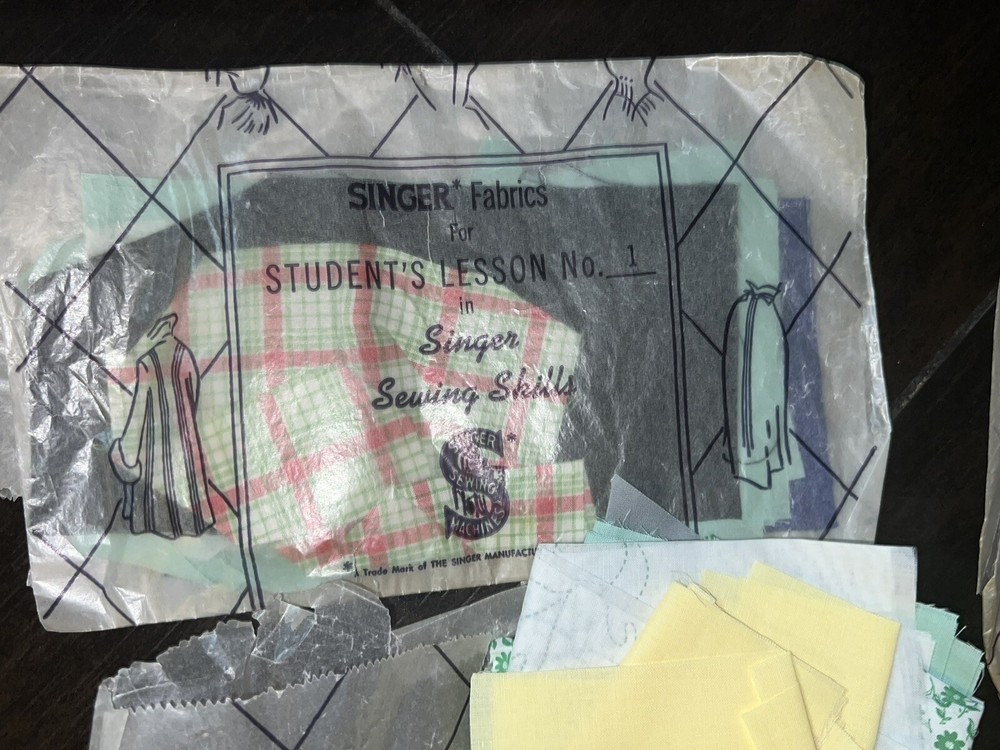 SINGER* Fabrics
For
STUDENT'S LESSON No. 1
in
Singer
Sewing Skills
SINGER *
SEWING
MACHINES
* A Trade Mark of THE SINGER MANUFACTU